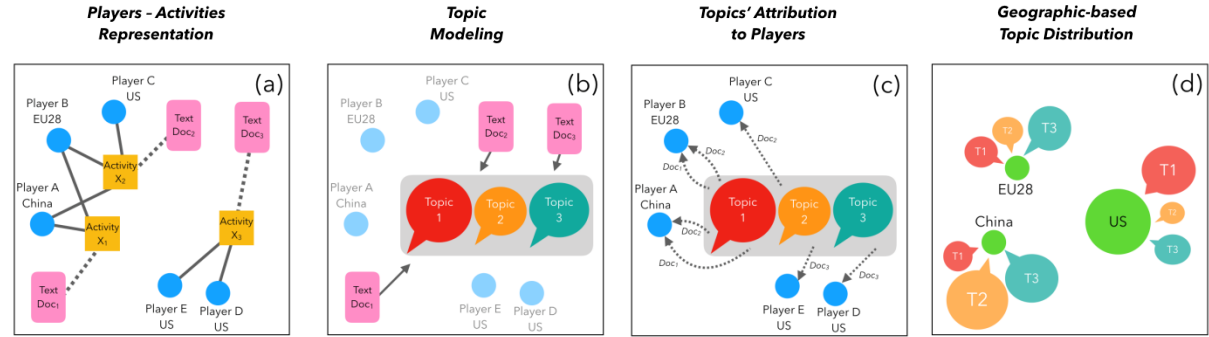 Players – Activities
Representation
Topic
Modeling
Topics' Attribution
to Players
Geographic-based
Topic Distribution
(a)
Player C
US
Player B
EU28
Text
Doc2
Text
Doc3
Activity
X2
Player A
China
Activity
X1
Activity
X3
Text
Doc1
Player E
US
Player D
US
(b)
Player C
US
Player B
EU28
Text
Doc2
Text
Doc3
Player A
China
Topic
1
Topic
2
Topic
3
Text
Doc1
Player E
US
Player D
US
(c)
Player C
US
Player B
EU28
Doc2
Doc1
Player A
China
Topic
1
Topic
2
Topic
3
Doc2
Doc1
Doc3
Doc3
Player E
US
Player D
US
(d)
T1
T2
T3
EU28
T1
T2
T3
US
China
T1
T2
T3